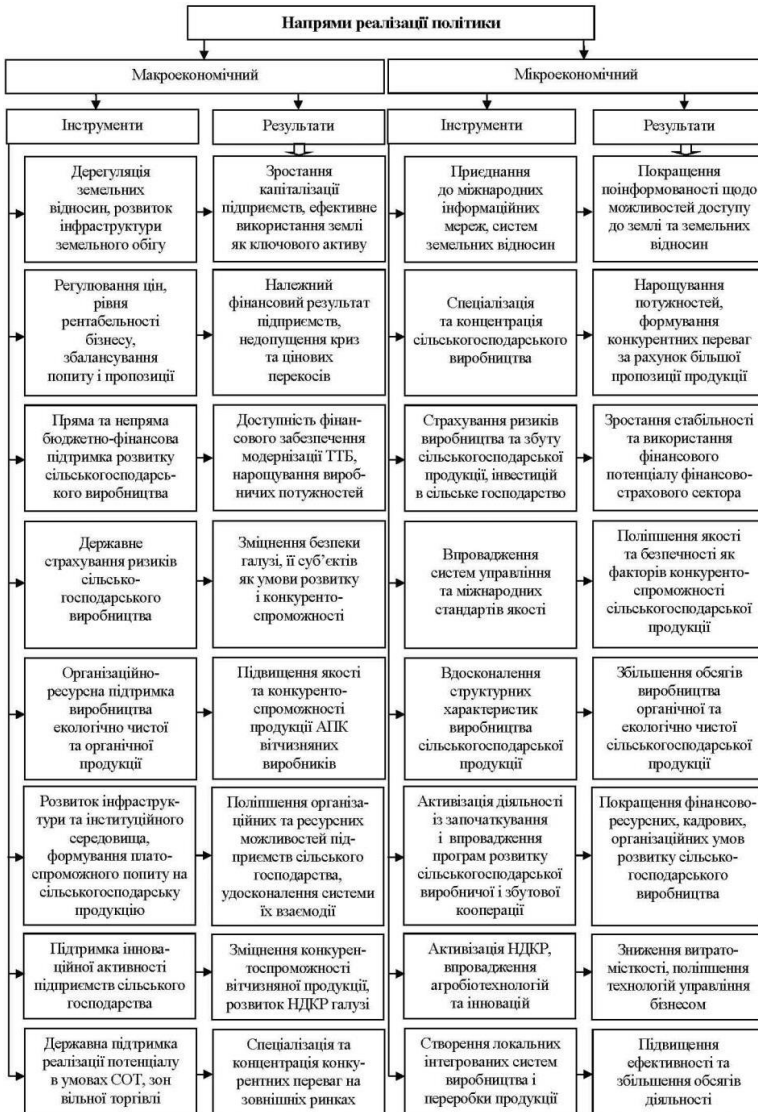 Напрями реалізації політики
Макроекономічний
Мікроекономічний
Інструменти
Результати
Інструменти
Результати
Дерегуляція
земельних
відносин, розвиток
інфраструктури
земельного обігу
Зростання
капіталізації
підприємств, ефективне
використання землі
як ключового активу
Приєднання
до міжнародних
інформаційних
мереж, систем
земельних відносин
Покращення
поінформованості щодо
можливостей доступу
до землі та земельних
відносин
Регулювання цін,
рівня
рентабельності
бізнесу,
збалансування
попиту і пропозиції
Належний
фінансовий результат
підприємств,
недопущення криз
та цінових
перекосів
Спеціалізація
та концентрація
сільськогосподарського
виробництва
Нарощування
потужностей,
формування
конкурентних переваг
за рахунок більшої
пропозиції продукції
Пряма та непряма
бюджетно-фінансова
підтримка розвитку
сільськогосподарсь-
кого виробництва
Доступність фінан-
сового забезпечення
модернізації ТТБ,
нарощування вироб-
ничих потужностей
Страхування ризиків
виробництва та збуту
сільськогосподарської
продукції, інвестицій
в сільське господарство
Зростання стабільності
та використання
фінансового
потенціалу фінансово-
страхового сектора
Державне
страхування ризиків
сільсько-
господарського
виробництва
Зміцнення безпеки
галузі, її суб’єктів
як умови розвитку
і конкуренто-
спроможності
Впровадження
систем управління
та міжнародних
стандартів якості
Поліпшення якості
та безпечності як
факторів конкуренто-
спроможності
сільськогосподарської
продукції
Організаційно-
ресурсна підтримка
виробництва
екологічно чистої
та органічної
продукції
Підвищення якості
та конкуренто-
спроможності
продукції АПК
вітчизняних
виробників
Вдосконалення
структурних
характеристик
виробництва
сільськогосподарської
продукції
Збільшення обсягів
виробництва
органічної та
екологічно чистої
сільськогосподарської
продукції
Розвиток інфраструк-
тури та інституційного
середовища,
формування плато-
спроможного попиту на
сільськогосподарську
продукцію
Поліпшення організа-
ційних та ресурсних
можливостей під-
приємств сільського
господарства,
удосконалення системи
їх взаємодії
Активізація діяльності
із започаткування
і впровадження
програм розвитку
сільськогосподарської
виробничої і збутової
кооперації
Покращення фінансово-
ресурсних, кадрових,
організаційних умов
розвитку сільсько-
господарського
виробництва
Підтримка іннова-
ційної активності
підприємств сільського
господарства
Зміцнення конкурен-
тоспроможності
вітчизняної продукції,
розвиток НДКР галузі
Активізація НДКР,
впровадження
агробіотехнологій
та інновацій
Зниження витрато-
місткості, поліпшення
технологій управління
бізнесом
Державна підтримка
реалізації потенціалу
в умовах СОТ, зон
вільної торгівлі
Спеціалізація та
концентрація конку-
рентних переваг на
зовнішніх ринках
Створення локальних
інтегрованих систем
виробництва і
переробки продукції
Підвищення
ефективності та
збільшення обсягів
діяльності